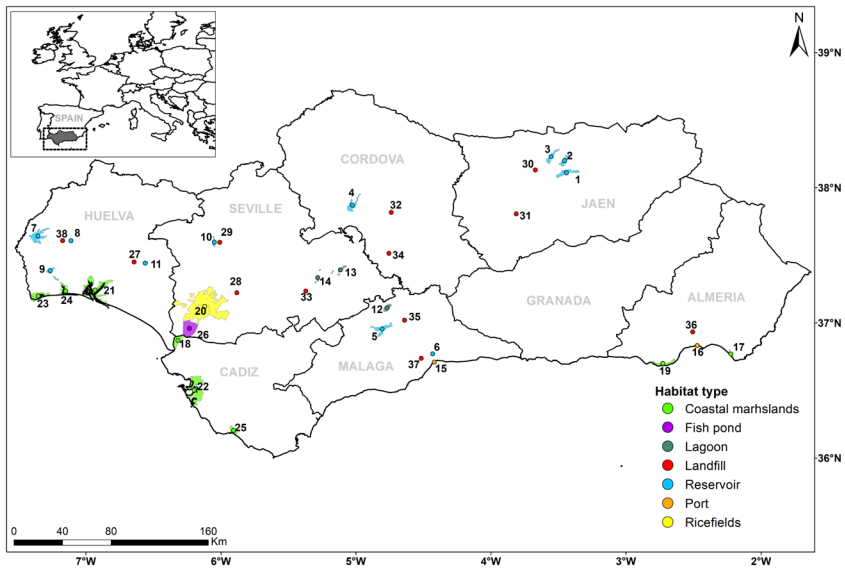 N
39°N
SPAIN
CORDOVA
3
2
30
1
38°N
JAEN
4
32
HUELVA
SEVILLE
31
7
38
8
10
29
34
27
11
9
13
14
28
33
21
24
23
20
12
35
GRANADA
ALMERIA
26
5
36
37°N
18
6
16
17
CADIZ
MALAGA
37
15
19
22
25
Habitat type
Coastal marhslands
Fish pond
Lagoon
Landfill
Reservoir
Port
Ricefields
36°N
0 40 80 160
Km
7°W 6°W 5°W 4°W 3°W 2°W